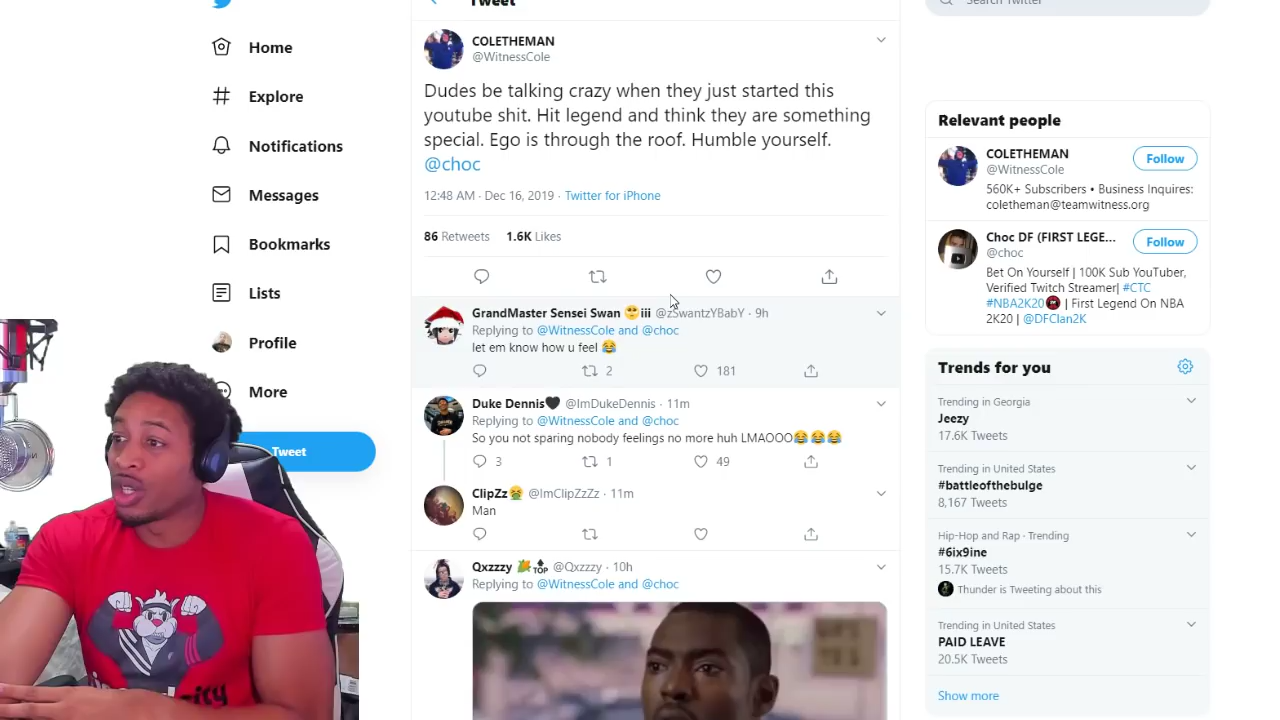 Tweet
Search Twitter
Home
Explore
Notifications
Messages
Bookmarks
Lists
Profile
More
Tweet
COLETHEMAN
@WitnessCole
Dudes be talking crazy when they just started this
youtube shit. Hit legend and think they are something
special. Ego is through the roof. Humble yourself.
@choc
12:48 AM · Dec 16, 2019 · Twitter for iPhone
86 Retweets 1.6K Likes
GrandMaster Sensei Swan 🥺iii @zSwantzYBabY · 9h
Replying to @WitnessCole and @choc
let em know how u feel 😂
2 181
Duke Dennis🖤 @ImDukeDennis · 11m
Replying to @WitnessCole and @choc
So you not sparing nobody feelings no more huh LMAOOO😂😂😂
3 1 49
ClipZz🤮 @ImClipZzZz · 11m
Man
Qxzzzy 🌽🔝 @Qxzzzy · 10h
Replying to @WitnessCole and @choc
Relevant people
COLETHEMAN
@WitnessCole
Follow
560K+ Subscribers • Business Inquires:
coletheman@teamwitness.org
Choc DF (FIRST LEGE...
@choc
Follow
Bet On Yourself | 100K Sub YouTuber,
Verified Twitch Streamer| #CTC
#NBA2K20 | First Legend On NBA
2K20 | @DFClan2K
Trends for you
Trending in Georgia
Jeezy
17.6K Tweets
Trending in United States
#battleofthebulge
8,167 Tweets
Hip-Hop and Rap · Trending
#6ix9ine
15.7K Tweets
Thunder is Tweeting about this
Trending in United States
PAID LEAVE
20.5K Tweets
Show more